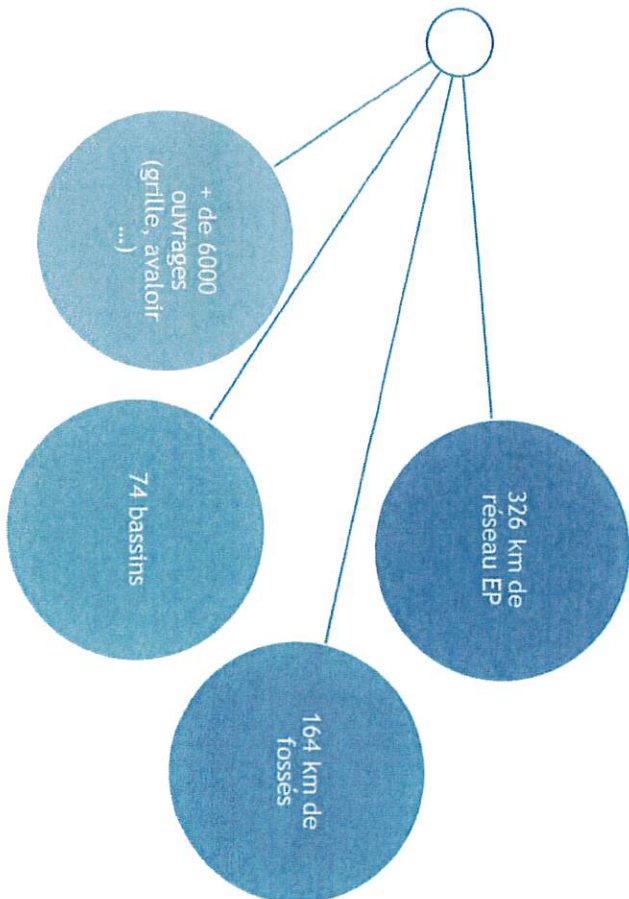 326 km de
réseau EP
164 km de
fossés
74 bassins
+ de 6000
ouvrages
(grille, avaloir
...)